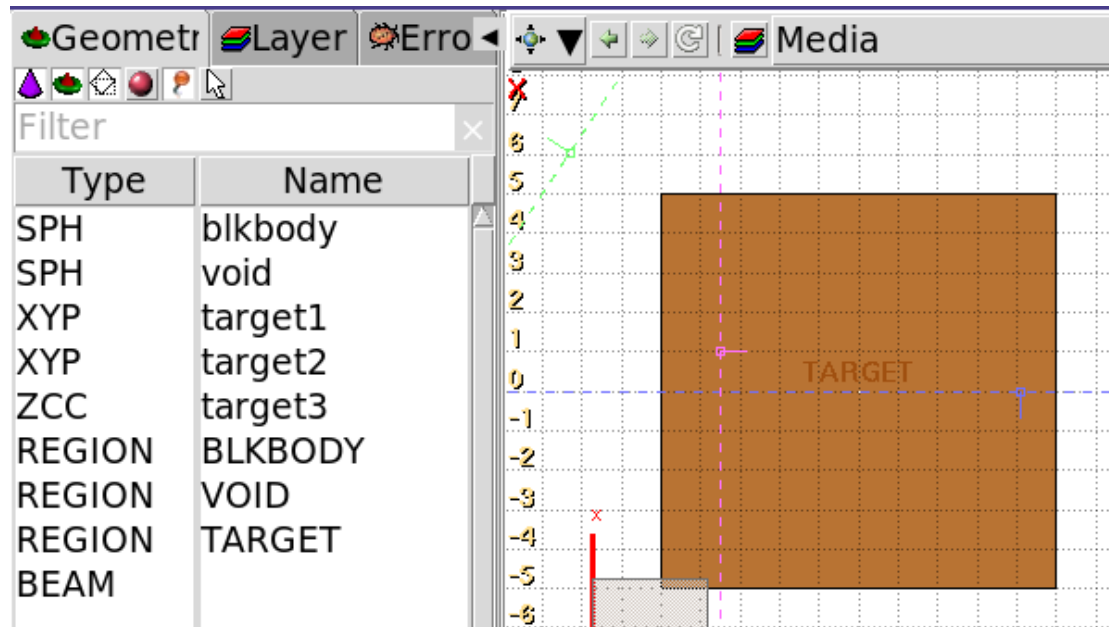 Geometr Layer Erro Media
Filter
Type Name
SPH blkbody
SPH void
XYP target1
XYP target2
ZCC target3
REGION BLKBODY
REGION VOID
REGION TARGET
BEAM
X
7
6
5
4
3
2
1
0
-1
-2
-3
-4
-5
-6
TARGET
x